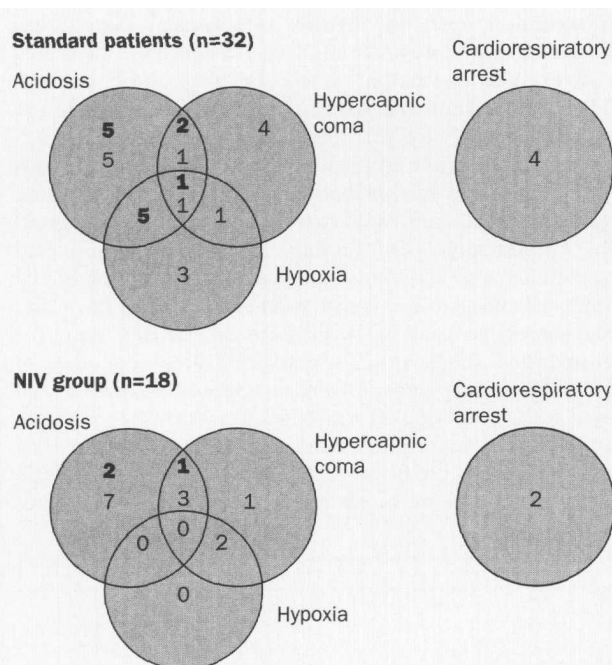 Standard patients (n=32)
Acidosis
Hypercapnic
coma
Cardiorespiratory
arrest
5
5
2
1
4
1
1
5
1
3
4
Hypoxia
NIV group (n=18)
Acidosis
Hypercapnic
coma
Cardiorespiratory
arrest
2
7
1
3
1
0
0
2
0
2
Hypoxia